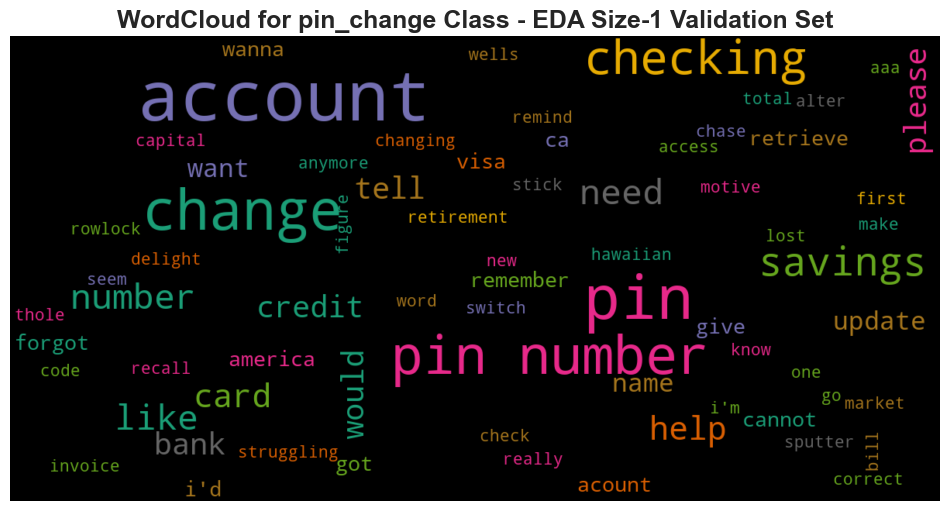 WordCloud for pin_change Class - EDA Size-1 Validation Set
wanna
wells
checking
please
aaa
account
total
alter
remind
capital
changing
ca
chase
retrieve
access
want
anymore
visa
tell
stick
need
motive
first
change
figure
retirement
rowlock
make
lost
delight
new
hawaiian
savings
seem
remember
number
credit
word
switch
pin
thole
give
update
forgot
pin number
know
code
recall
america
would
name
one
card
go
market
like
i'm
cannot
help
bank
check
sputter
bill
struggling
invoice
got
really
correct
i'd
acount